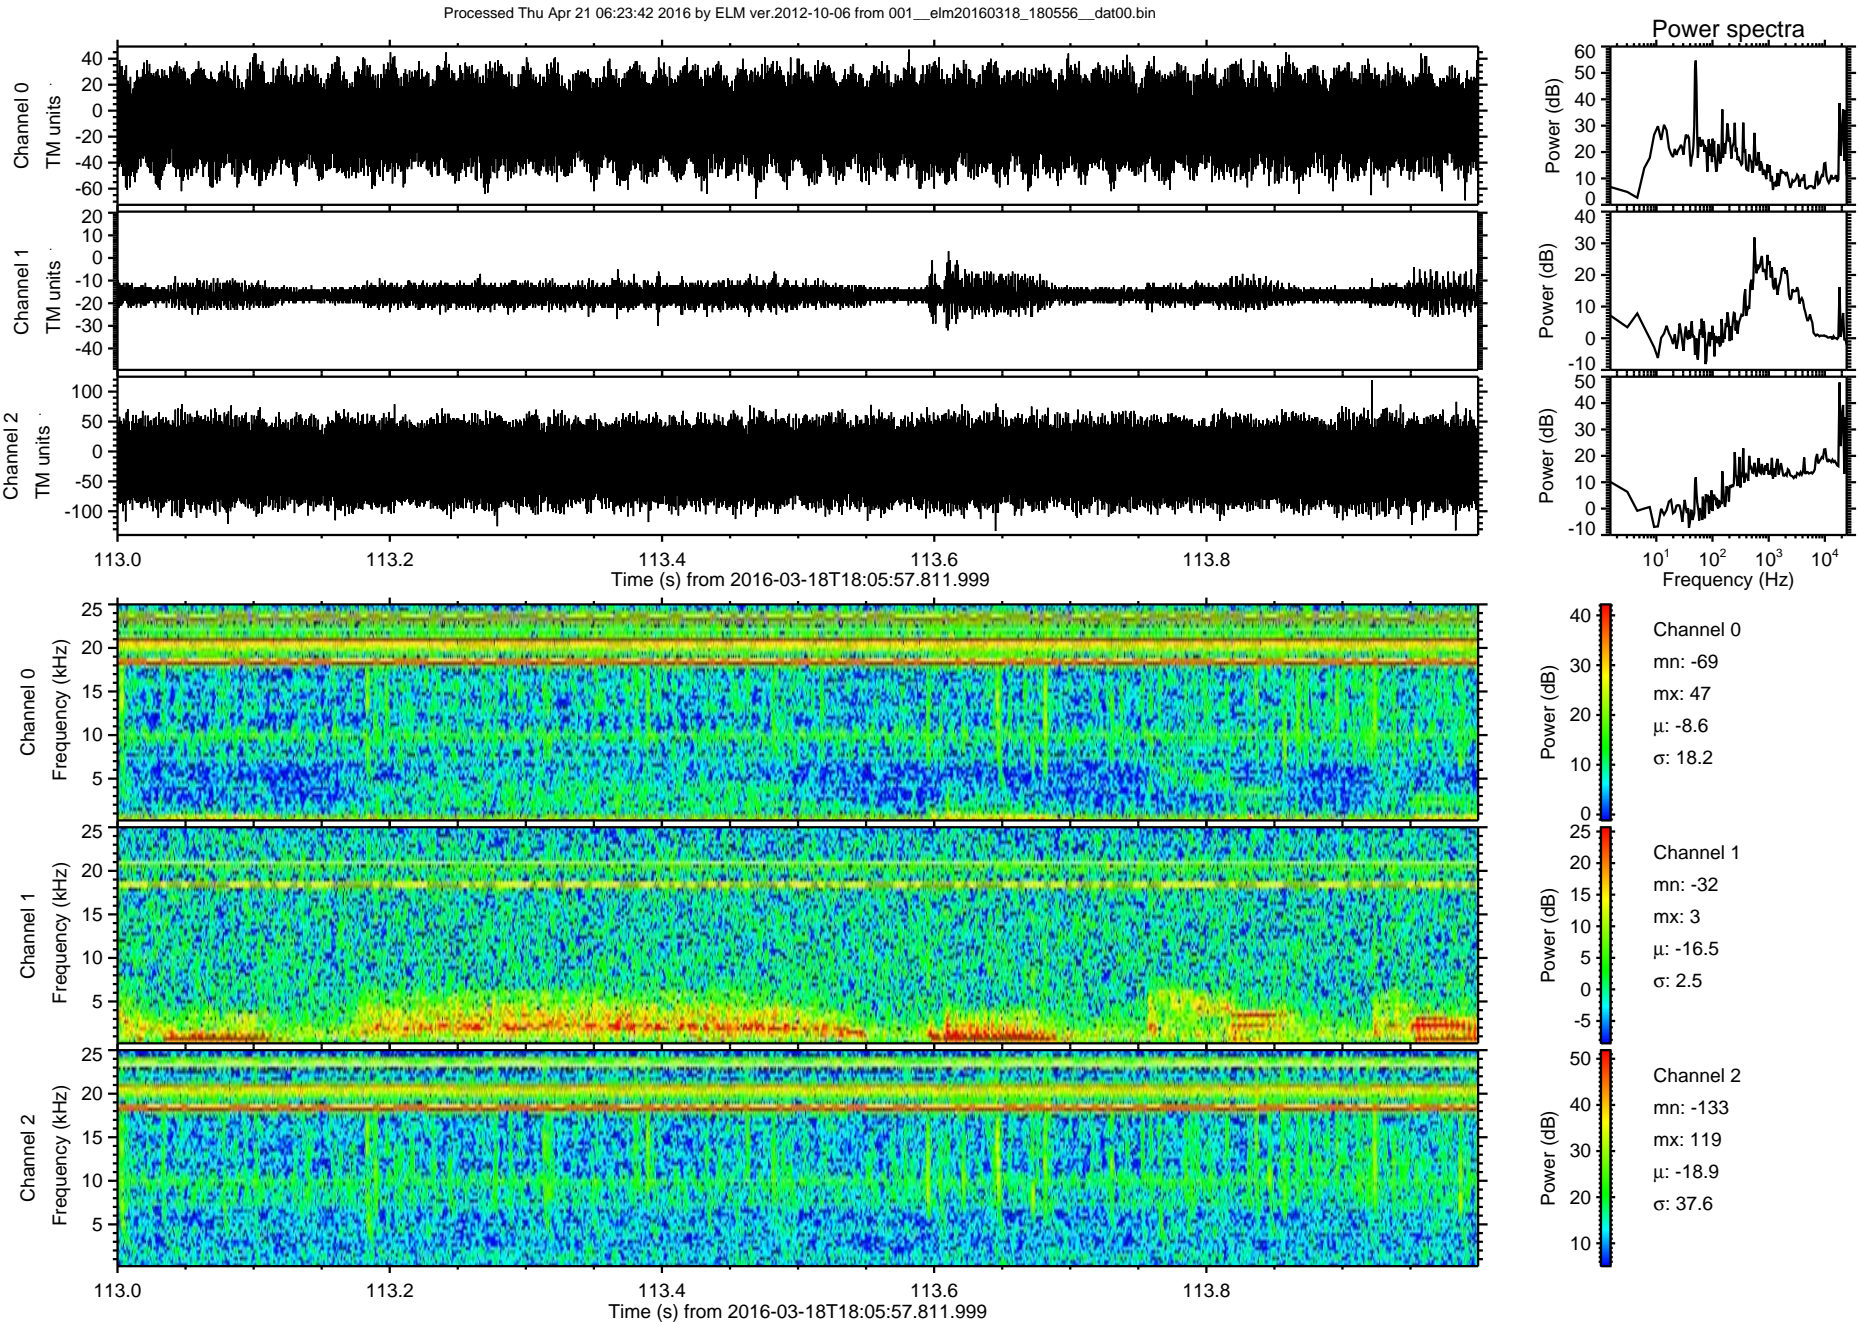 Processed Thu Apr 21 06:23:42 2016 by ELM ver.2012-10-06 from 001__elm20160318_180556__dat00.bin
Power spectra
Channel 0
TM units
40
20
0
-20
-40
-60
Power (dB)
60
50
40
30
20
10
0
Channel 1
TM units
20
10
0
-10
-20
-30
-40
Power (dB)
40
30
20
10
0
-10
Channel 2
TM units
100
50
0
-50
-100
Power (dB)
50
40
30
20
10
0
-10
113.0 113.2 113.4 113.6 113.8
Time (s) from 2016-03-18T18:05:57.811.999
10^1 10^2 10^3 10^4
Frequency (Hz)
Channel 0
Frequency (kHz)
25
20
15
10
5
Power (dB)
40
30
20
10
0
Channel 0
mn: -69
mx: 47
μ: -8.6
σ: 18.2
Channel 1
Frequency (kHz)
25
20
15
10
5
Power (dB)
25
20
15
10
5
0
-5
Channel 1
mn: -32
mx: 3
μ: -16.5
σ: 2.5
Channel 2
Frequency (kHz)
25
20
15
10
5
Power (dB)
50
40
30
20
10
Channel 2
mn: -133
mx: 119
μ: -18.9
σ: 37.6
113.0 113.2 113.4 113.6 113.8
Time (s) from 2016-03-18T18:05:57.811.999